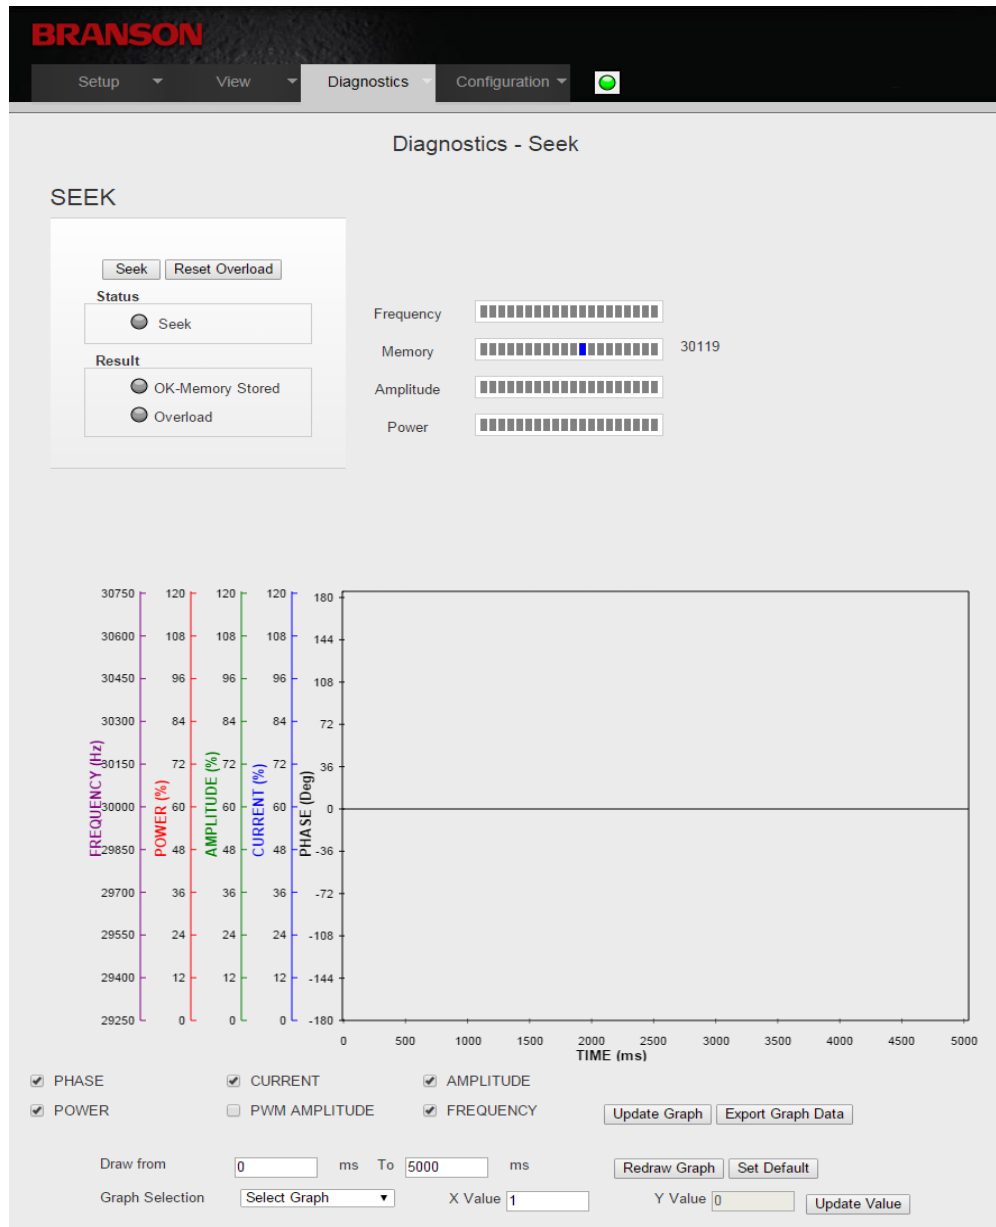 BRANSON
Setup View Diagnostics Configuration
Diagnostics - Seek
SEEK
Seek Reset Overload
Status
Seek
Result
OK-Memory Stored
Overload
Frequency
Memory 30119
Amplitude
Power
30750 120 120 120 180
30600 108 108 108 144
30450 96 96 96 108
30300 84 84 84 72
30150 72 72 72 36
30000 60 60 60 0
29850 48 48 48 -36
29700 36 36 36 -72
29550 24 24 24 -108
29400 12 12 12 -144
29250 0 0 0 -180
FREQUENCY (Hz)
POWER (%)
AMPLITUDE (%)
CURRENT (%)
PHASE (Deg)
0 500 1000 1500 2000 2500 3000 3500 4000 4500 5000
TIME (ms)
PHASE CURRENT AMPLITUDE
POWER PWM AMPLITUDE FREQUENCY Update Graph Export Graph Data
Draw from 0 ms To 5000 ms Redraw Graph Set Default
Graph Selection Select Graph X Value 1 Y Value 0 Update Value